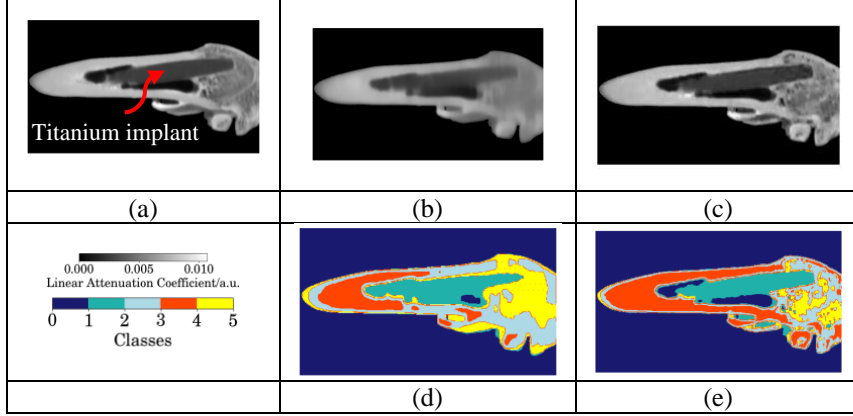 Titanium implant
(a)
(b)
(c)
0.000
0.005
0.010
Linear Attenuation Coefficient/a.u.
0 1 2 3 4 5
Classes
(d)
(e)